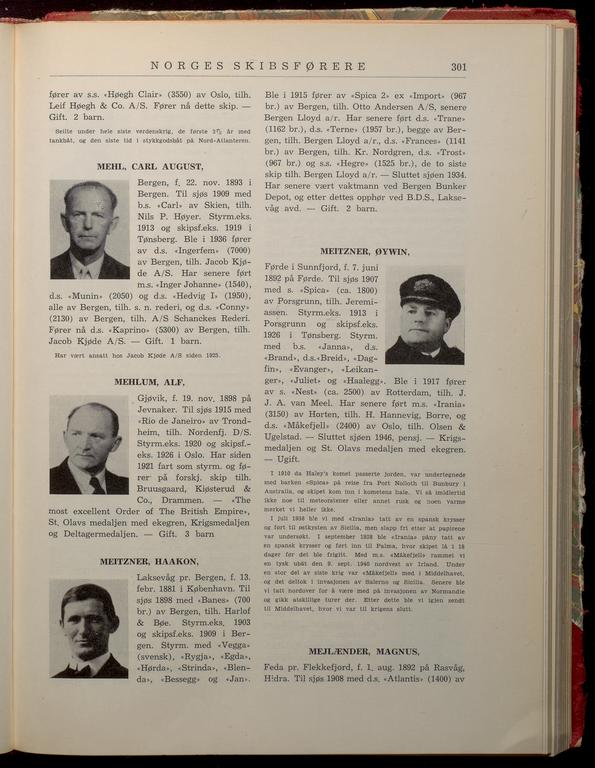 NORGES SKIBSFØRERE 301
fører av s.s. «Høegh Clair» (3550) av Oslo, tilh.
Leif Høegh & Co. A/S. Fører nå dette skip. —
Gift. 2 barn.
Seilte under hele siste verdenskrig, de første 2½ år med
tankbåt, og den siste tid i stykkgodsbåt på Nord-Atlanteren.
MEHL, CARL AUGUST,
Bergen, f. 22. nov. 1893 i
Bergen. Til sjøs 1909 med
b.s. «Carl» av Skien, tilh.
Nils P. Høyer. Styrm.eks.
1913 og skipsf.eks. 1919 i
Tønsberg. Ble i 1936 fører
av d.s. «Ingerfem» (7000)
av Bergen, tilh. Jacob Kjø-
de A/S. Har senere ført
m.s. «Inger Johanne» (1540),
d.s. «Munin» (2050) og d.s. «Hedvig I» (1950),
alle av Bergen, tilh. s. n. rederi, og d.s. «Conny»
(2130) av Bergen, tilh. A/S Schanckes Rederi.
Fører nå d.s. «Kaprino» (5300) av Bergen, tilh.
Jacob Kjøde A/S. — Gift. 1 barn.
Har vært ansatt hos Jacob Kjøde A/S siden 1925.
MEHLUM, ALF,
Gjøvik, f. 19. nov. 1898 på
Jevnaker. Til sjøs 1915 med
«Rio de Janeiro» av Trond-
heim, tilh. Nordenfj. D/S.
Styrm.eks. 1920 og skipsf.-
eks. 1926 i Oslo. Har siden
1921 fart som styrm. og fø-
rer på forskj. skip tilh.
Bruusgaard, Kiøsterud &
Co., Drammen. — «The
most excellent Order of The British Empire»,
St. Olavs medaljen med ekegren, Krigsmedaljen
og Deltagermedaljen. — Gift. 3 barn
MEITZNER, HAAKON,
Laksevåg pr. Bergen, f. 13.
febr. 1881 i København. Til
sjøs 1898 med «Banes» (700
br.) av Bergen, tilh. Harlof
& Bøe. Styrm.eks. 1903
og skipsf.eks. 1909 i Ber-
gen. Styrm. med «Vegga»
(svensk), «Rygja», «Egda»,
«Hørda», «Strinda», «Blen-
da», «Bessegg» og «Jan».
Ble i 1915 fører av «Spica 2» ex «Import» (967
br.) av Bergen, tilh. Otto Andersen A/S, senere
Bergen Lloyd a/r. Har senere ført d.s. «Trane»
(1162 br.), d.s. «Terne» (1957 br.), begge av Ber-
gen, tilh. Bergen Lloyd a/r., d.s. «Frances» (1141
br.) av Bergen, tilh. Kr. Nordgren, d.s. «Trost»
(967 br.) og s.s. «Hegre» (1525 br.), de to siste
skip tilh. Bergen Lloyd a/r. — Sluttet sjøen 1934.
Har senere vært vaktmann ved Bergen Bunker
Depot, og etter dettes opphør ved B.D.S., Lakse-
våg avd. — Gift. 2 barn.
MEITZNER, ØYWIN,
Førde i Sunnfjord, f. 7. juni
1892 på Førde. Til sjøs 1907
med s. «Spica» (ca. 1800)
av Porsgrunn, tilh. Jeremi-
assen. Styrm.eks. 1913 i
Porsgrunn og skipsf.eks.
1926 i Tønsberg. Styrm.
med b.s. «Janna», d.s.
«Brand», d.s.«Breid», «Dag-
fin», «Evanger», «Leikan-
ger», «Juliet» og «Haalegg». Ble i 1917 fører
av s. «Nest» (ca. 2500) av Rotterdam, tilh. J.
J. A. van Meel. Har senere ført m.s. «Irania»
(3150) av Horten, tilh. H. Hannevig, Borre, og
d.s. «Måkefjell» (2400) av Oslo, tilh. Olsen &
Ugelstad. — Sluttet sjøen 1946, pensj. — Krigs-
medaljen og St. Olavs medaljen med ekegren.
— Ugift.
I 1910 da Haley's komet passerte jorden, var undertegnede
med barken «Spica» på reise fra Port Nolloth til Bunbury i
Australia, og skipet kom inn i kometens hale. Vi så imidlertid
ikke noe til meteorstener eller annet rusk og noen varme
merket vi heller ikke.
I juli 1938 ble vi med «Irania» tatt av en spansk krysser
og ført til østkysten av Sicilia, men slapp fri etter at papirene
var undersøkt. I september 1938 ble «Irania» påny tatt av
en spansk krysser og ført inn til Palma, hvor skipet lå i 18
dager før det ble frigitt. Med m.s. «Måkefjell» rammet vi
en tysk ubåt den 9. sept. 1940 nordvest av Irland. Under
en stor del av siste krig var «Måkefjell» med i Middelhavet,
og det deltok i invasjonen av Salerno og Sicilia. Senere ble
vi tatt nordover for å være med på invasjonen av Normandie
og gikk atskillige turer der. Etter dette ble vi igjen sendt
til Middelhavet, hvor vi var til krigens slutt.
MEJLÆNDER, MAGNUS,
Feda pr. Flekkefjord, f. 1. aug. 1892 på Rasvåg,
Hidra. Til sjøs 1908 med d.s. «Atlantis» (1400) av